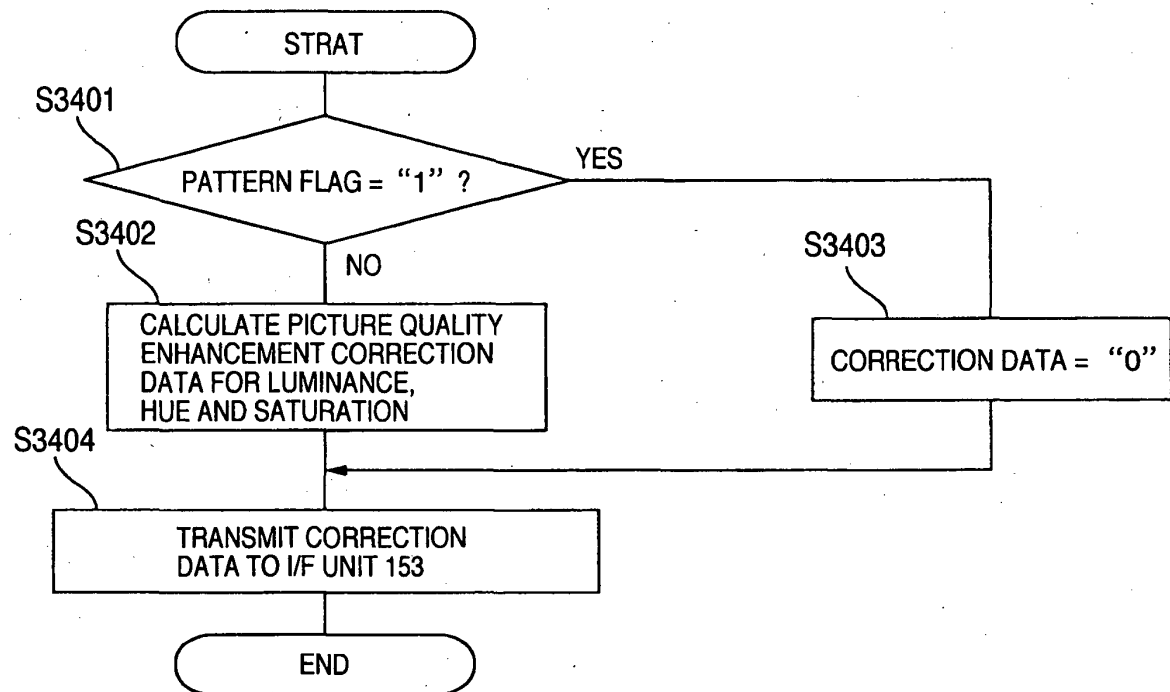 STRAT
S3401
PATTERN FLAG = “1” ?
YES
S3402
NO
S3403
CALCULATE PICTURE QUALITY
ENHANCEMENT CORRECTION
DATA FOR LUMINANCE,
HUE AND SATURATION
CORRECTION DATA = “0”
S3404
TRANSMIT CORRECTION
DATA TO I/F UNIT 153
END